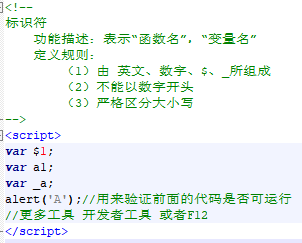 <!--
标识符
功能描述：表示“函数名”，“变量名”
定义规则：
（1）由 英文、数字、$、_所组成
（2）不能以数字开头
（3）严格区分大小写
-->
<script>
var $1;
var a1;
var _a;
alert('A');//用来验证前面的代码是否可运行
//更多工具 开发者工具 或者F12
</script>